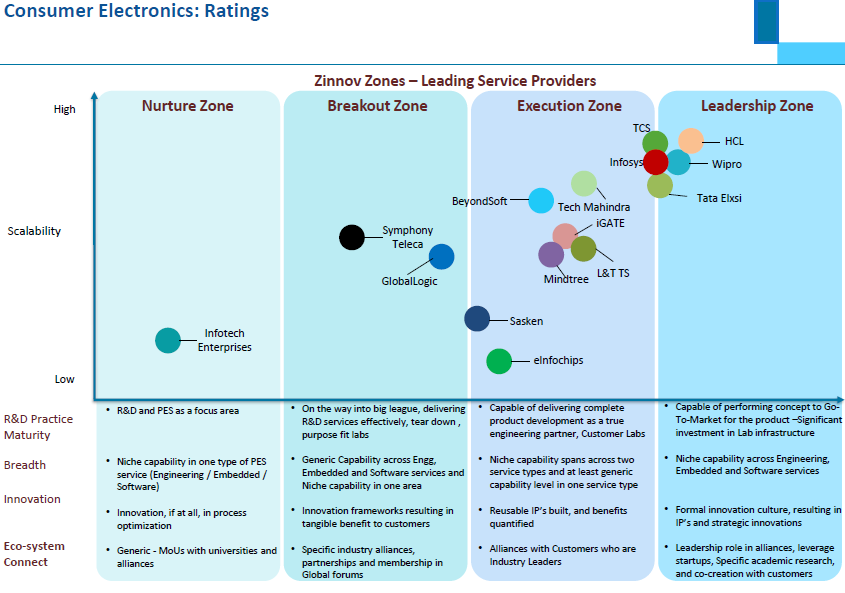 Consumer Electronics: Ratings
Zinnov Zones – Leading Service Providers
Nurture Zone
Breakout Zone
Execution Zone
Leadership Zone
High
Scalability
Low
TCS
HCL
Infosys
Wipro
Tata Elxsi
BeyondSoft
Tech Mahindra
iGATE
Symphony
Teleca
GlobalLogic
Mindtree
L&T TS
Sasken
Infotech
Enterprises
eInfochips
R&D Practice
Maturity
• R&D and PES as a focus area
• On the way into big league, delivering
R&D services effectively, tear down ,
purpose fit labs
• Capable of delivering complete
product development as a true
engineering partner, Customer Labs
• Capable of performing concept to Go-
To-Market for the product –Significant
investment in Lab infrastructure
Breadth
• Niche capability in one type of PES
service (Engineering / Embedded /
Software)
• Generic Capability across Engg,
Embedded and Software services and
Niche capability in one area
• Niche capability spans across two
service types and at least generic
capability level in one service type
• Niche capability across Engineering,
Embedded and Software services
Innovation
• Innovation, if at all, in process
optimization
• Innovation frameworks resulting in
tangible benefit to customers
• Reusable IP's built, and benefits
quantified
• Formal innovation culture, resulting in
IP's and strategic innovations
Eco-system
Connect
• Generic - MoUs with universities and
alliances
• Specific industry alliances,
partnerships and membership in
Global forums
• Alliances with Customers who are
Industry Leaders
• Leadership role in alliances, leverage
startups, Specific academic research,
and co-creation with customers